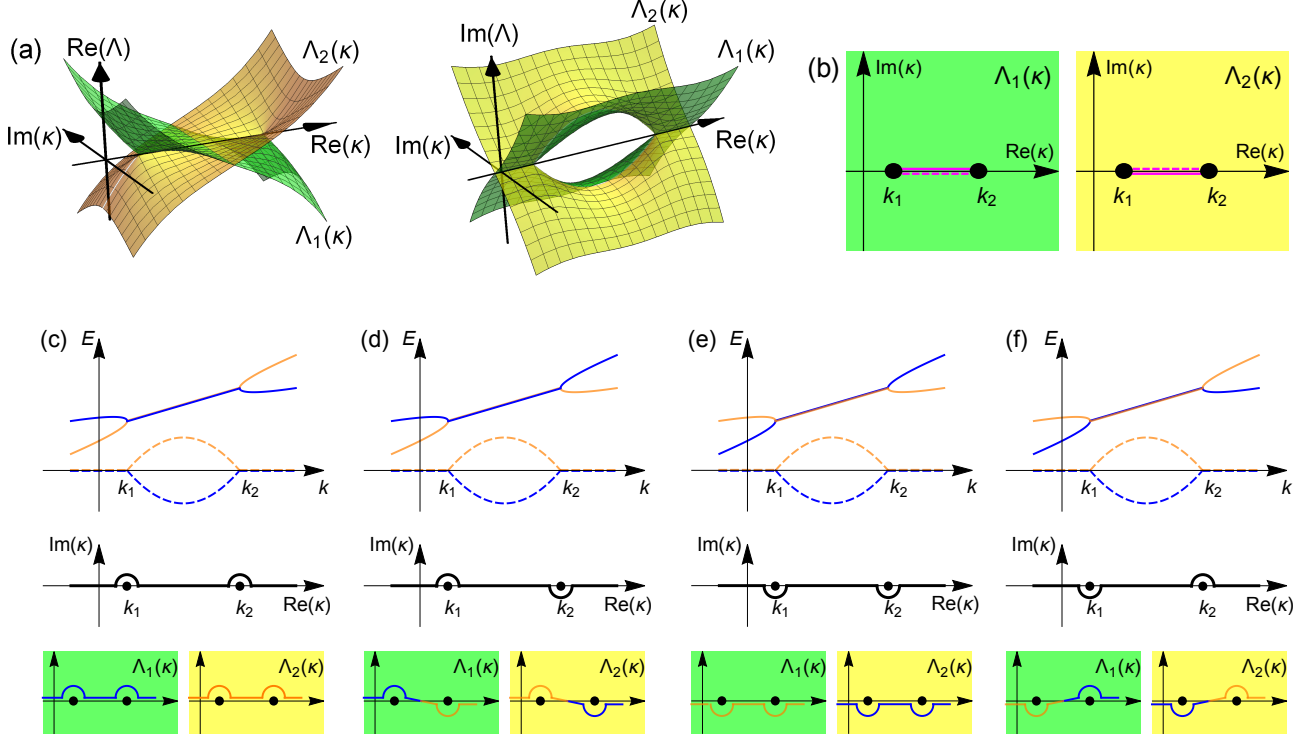 (a)
Re(Λ)
Λ₂(κ)
Im(κ)
Re(κ)
Λ₁(κ)
Im(Λ)
Λ₂(κ)
Λ₁(κ)
Im(κ)
Re(κ)
(b)
Im(κ) Λ₁(κ)
Re(κ)
k₁ k₂
Im(κ) Λ₂(κ)
Re(κ)
k₁ k₂
(c) E
k₁ k₂ k
Im(κ)
k₁ k₂ Re(κ)
Λ₁(κ) Λ₂(κ)
(d) E
k₁ k₂ k
Im(κ)
k₁ k₂ Re(κ)
Λ₁(κ) Λ₂(κ)
(e) E
k₁ k₂ k
Im(κ)
k₁ k₂ Re(κ)
Λ₁(κ) Λ₂(κ)
(f) E
k₁ k₂ k
Im(κ)
k₁ k₂ Re(κ)
Λ₁(κ) Λ₂(κ)